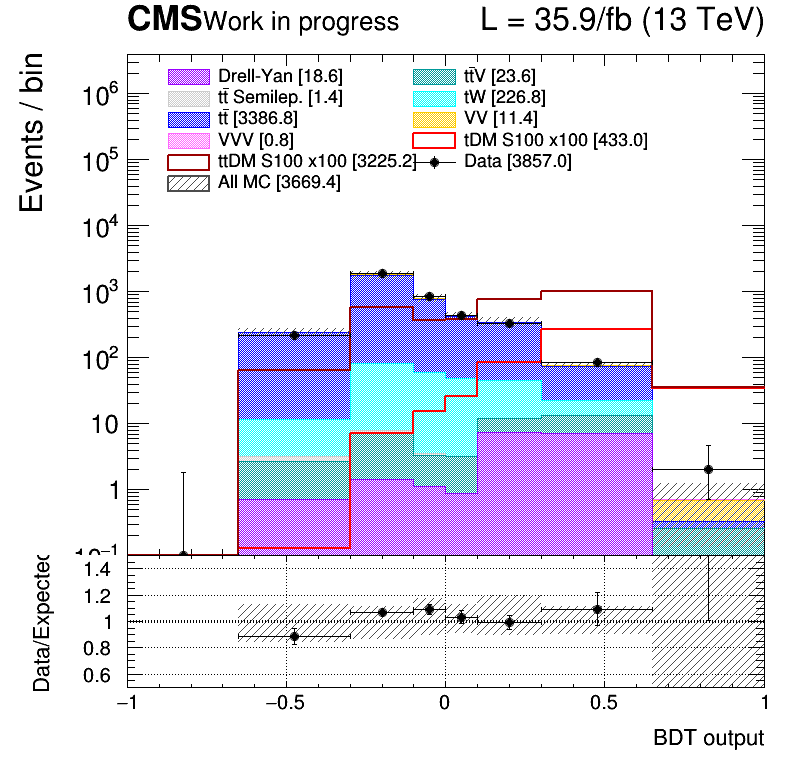 CMS Work in progress L = 35.9/fb (13 TeV)
Events / bin
Drell-Yan [18.6] tt̄V [23.6]
tt̄ Semilep. [1.4] tW [226.8]
tt̄ [3386.8] VV [11.4]
VVV [0.8] tDM S100 x100 [433.0]
ttDM S100 x100 [3225.2] Data [3857.0]
All MC [3669.4]
10⁶
10⁵
10⁴
10³
10²
10
1
10⁻¹
Data/Expected
1.4
1.2
1
0.8
0.6
−1 −0.5 0 0.5 1
BDT output